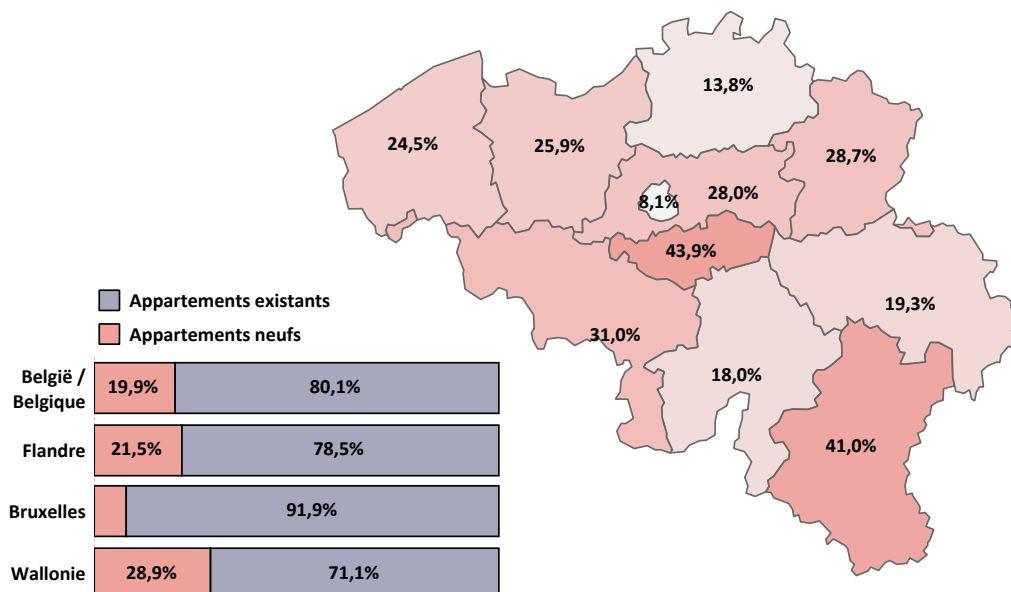 13,8%
24,5%
25,9%
28,7%
8,1%
28,0%
43,9%
19,3%
31,0%
18,0%
41,0%
Appartements existants
Appartements neufs
België /
Belgique
19,9%
80,1%
Flandre
21,5%
78,5%
Bruxelles
91,9%
Wallonie
28,9%
71,1%